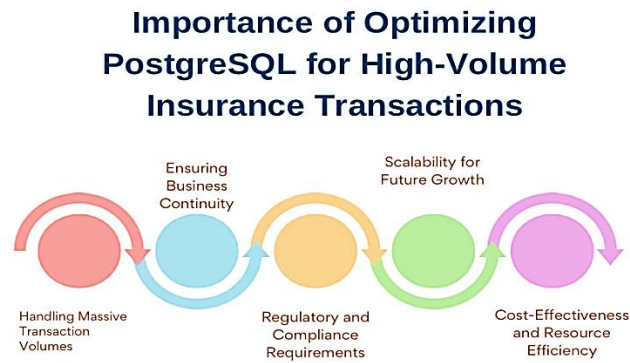 Importance of Optimizing
PostgreSQL for High-Volume
Insurance Transactions
Handling Massive
Transaction
Volumes
Ensuring
Business
Continuity
Regulatory and
Compliance
Requirements
Scalability for
Future Growth
Cost-Effectiveness
and Resource
Efficiency